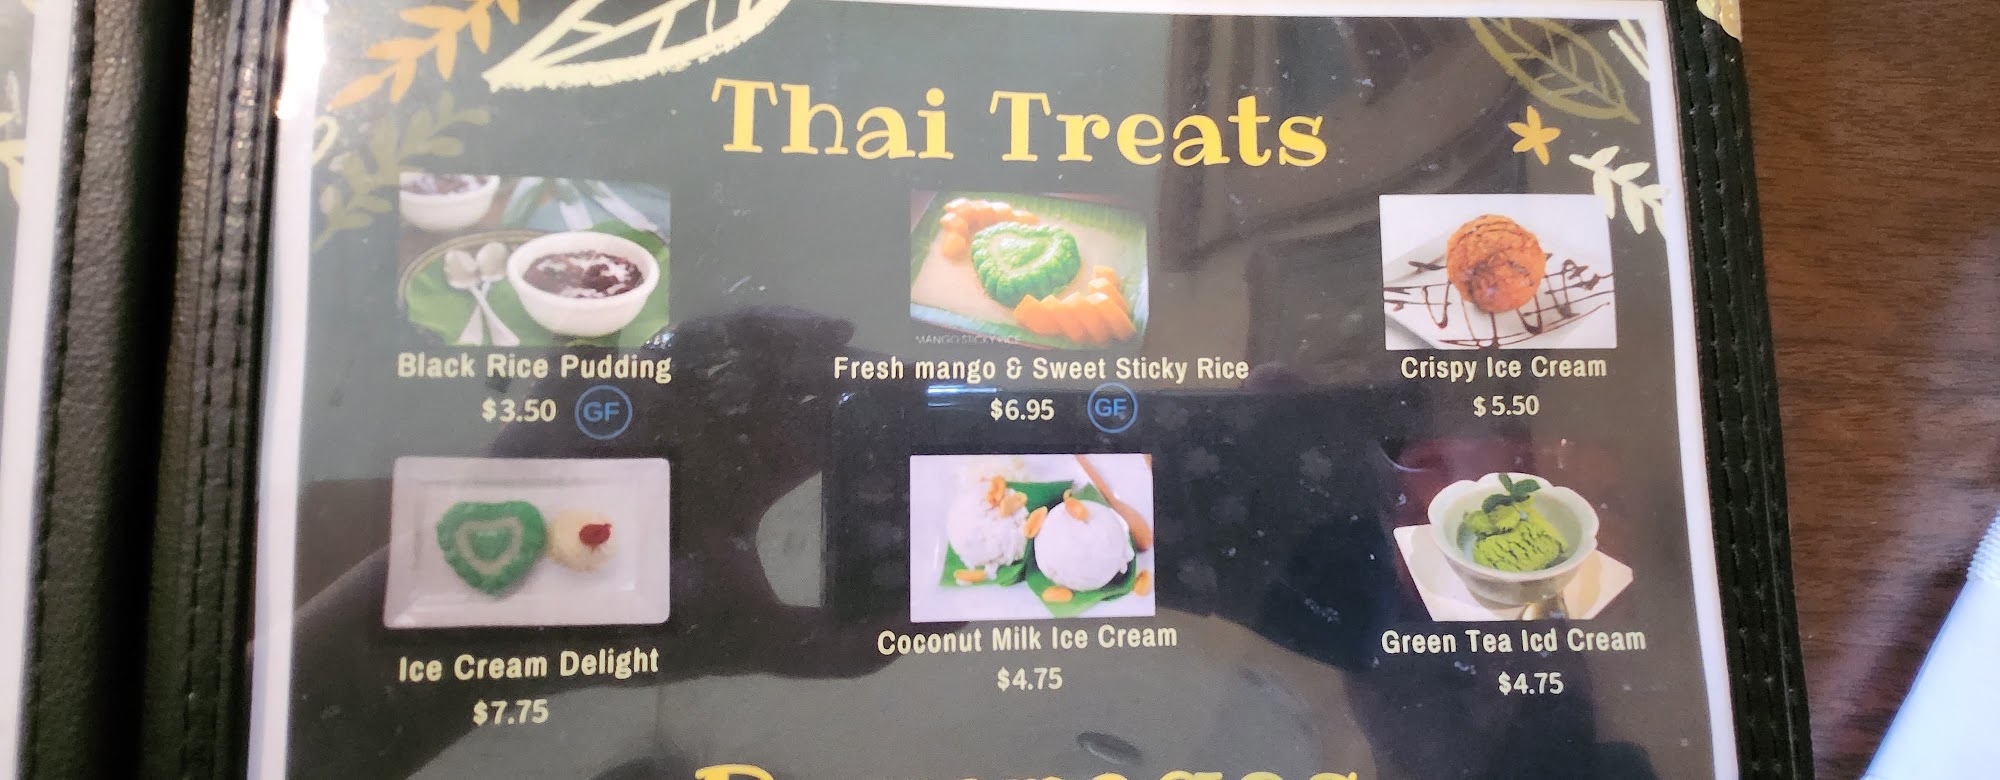 Thai Treats
Black Rice Pudding
$3.50 GF
MANGO STICKY RICE
Fresh mango & Sweet Sticky Rice
$6.95 GF
Crispy Ice Cream
$5.50
Ice Cream Delight
$7.75
Coconut Milk Ice Cream
$4.75
Green Tea Icd Cream
$4.75